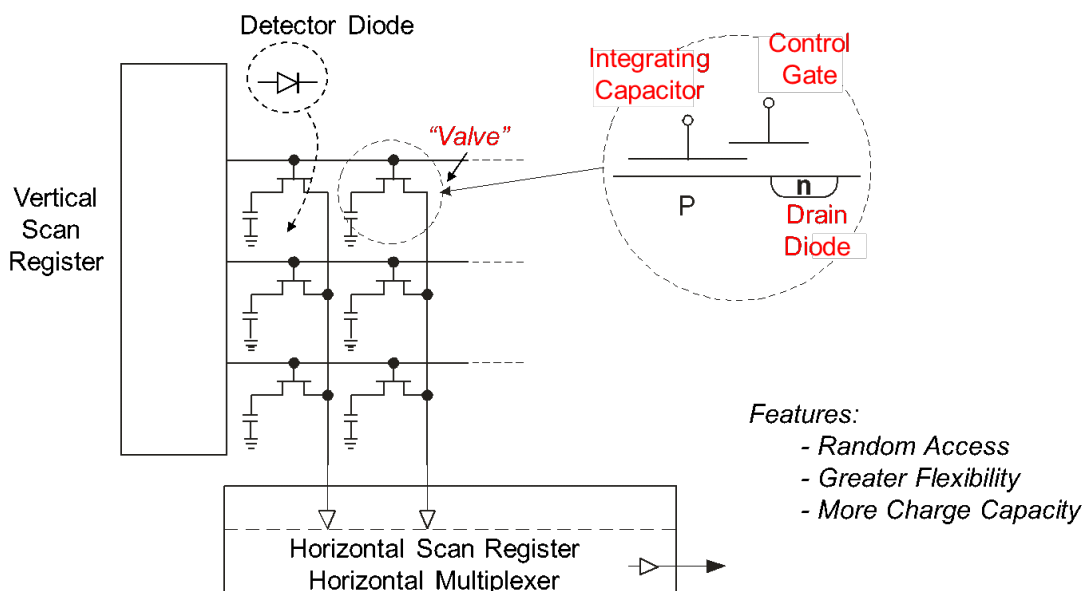 Detector Diode
Integrating
Capacitor
Control
Gate
“Valve”
Vertical
Scan
Register
n
P
Drain
Diode
Features:
- Random Access
- Greater Flexibility
- More Charge Capacity
Horizontal Scan Register
Horizontal Multiplexer